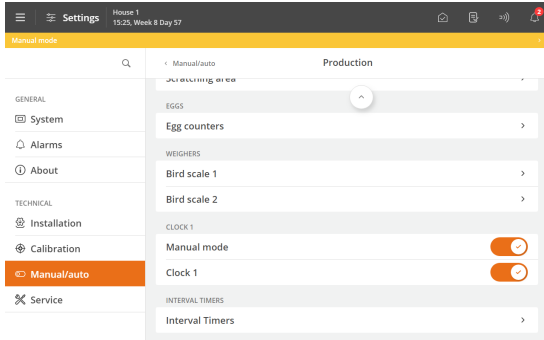 Settings
House 1
15:25, Week 8 Day 57
2
Manual mode
Manual/auto
Production
Scratching area
GENERAL
System
Alarms
About
TECHNICAL
Installation
Calibration
Manual/auto
Service
EGGS
Egg counters
WEIGHERS
Bird scale 1
Bird scale 2
CLOCK 1
Manual mode
Clock 1
INTERVAL TIMERS
Interval Timers